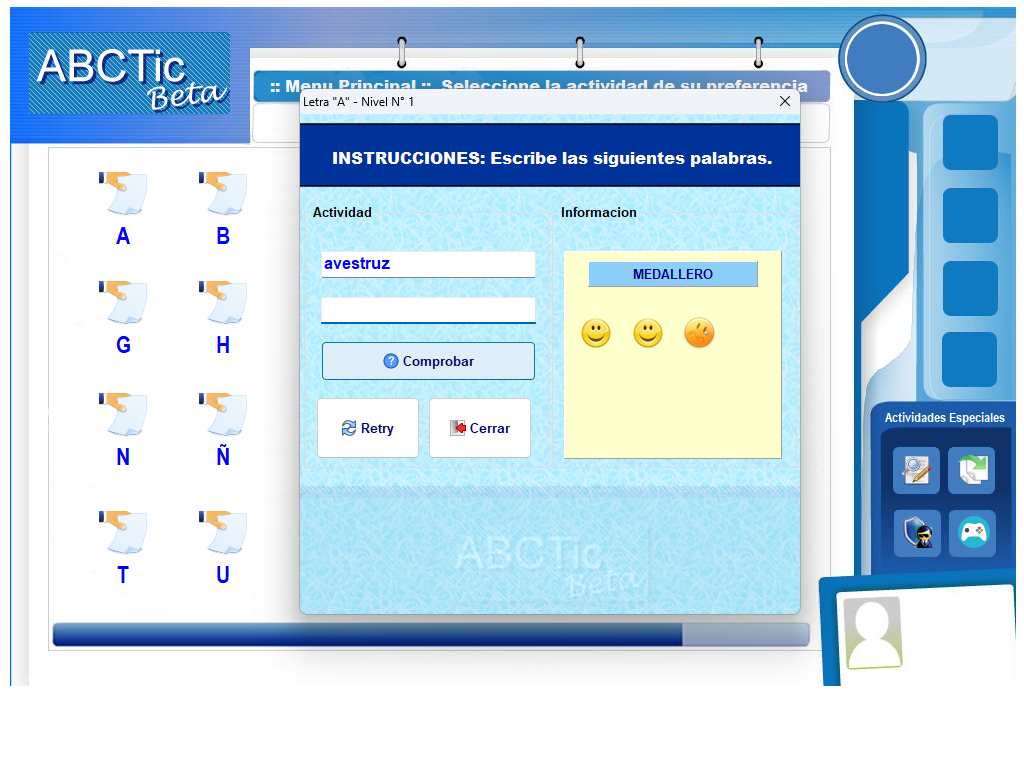 ABCTic
Beta
:: Menu Principal :: Seleccione la actividad de su preferencia
Letra "A" - Nivel N° 1
INSTRUCCIONES: Escribe las siguientes palabras.
Actividad
Informacion
avestruz
MEDALLERO
Comprobar
Retry
Cerrar
A
B
G
H
N
Ñ
T
U
Actividades Especiales
ABCTic
Beta